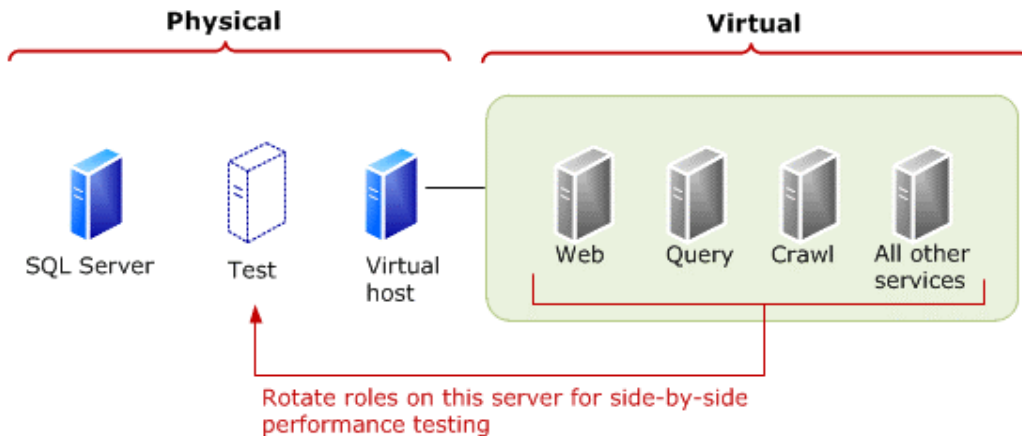 Physical
Virtual
SQL Server
Test
Virtual
host
Web
Query
Crawl
All other
services
Rotate roles on this server for side-by-side
performance testing